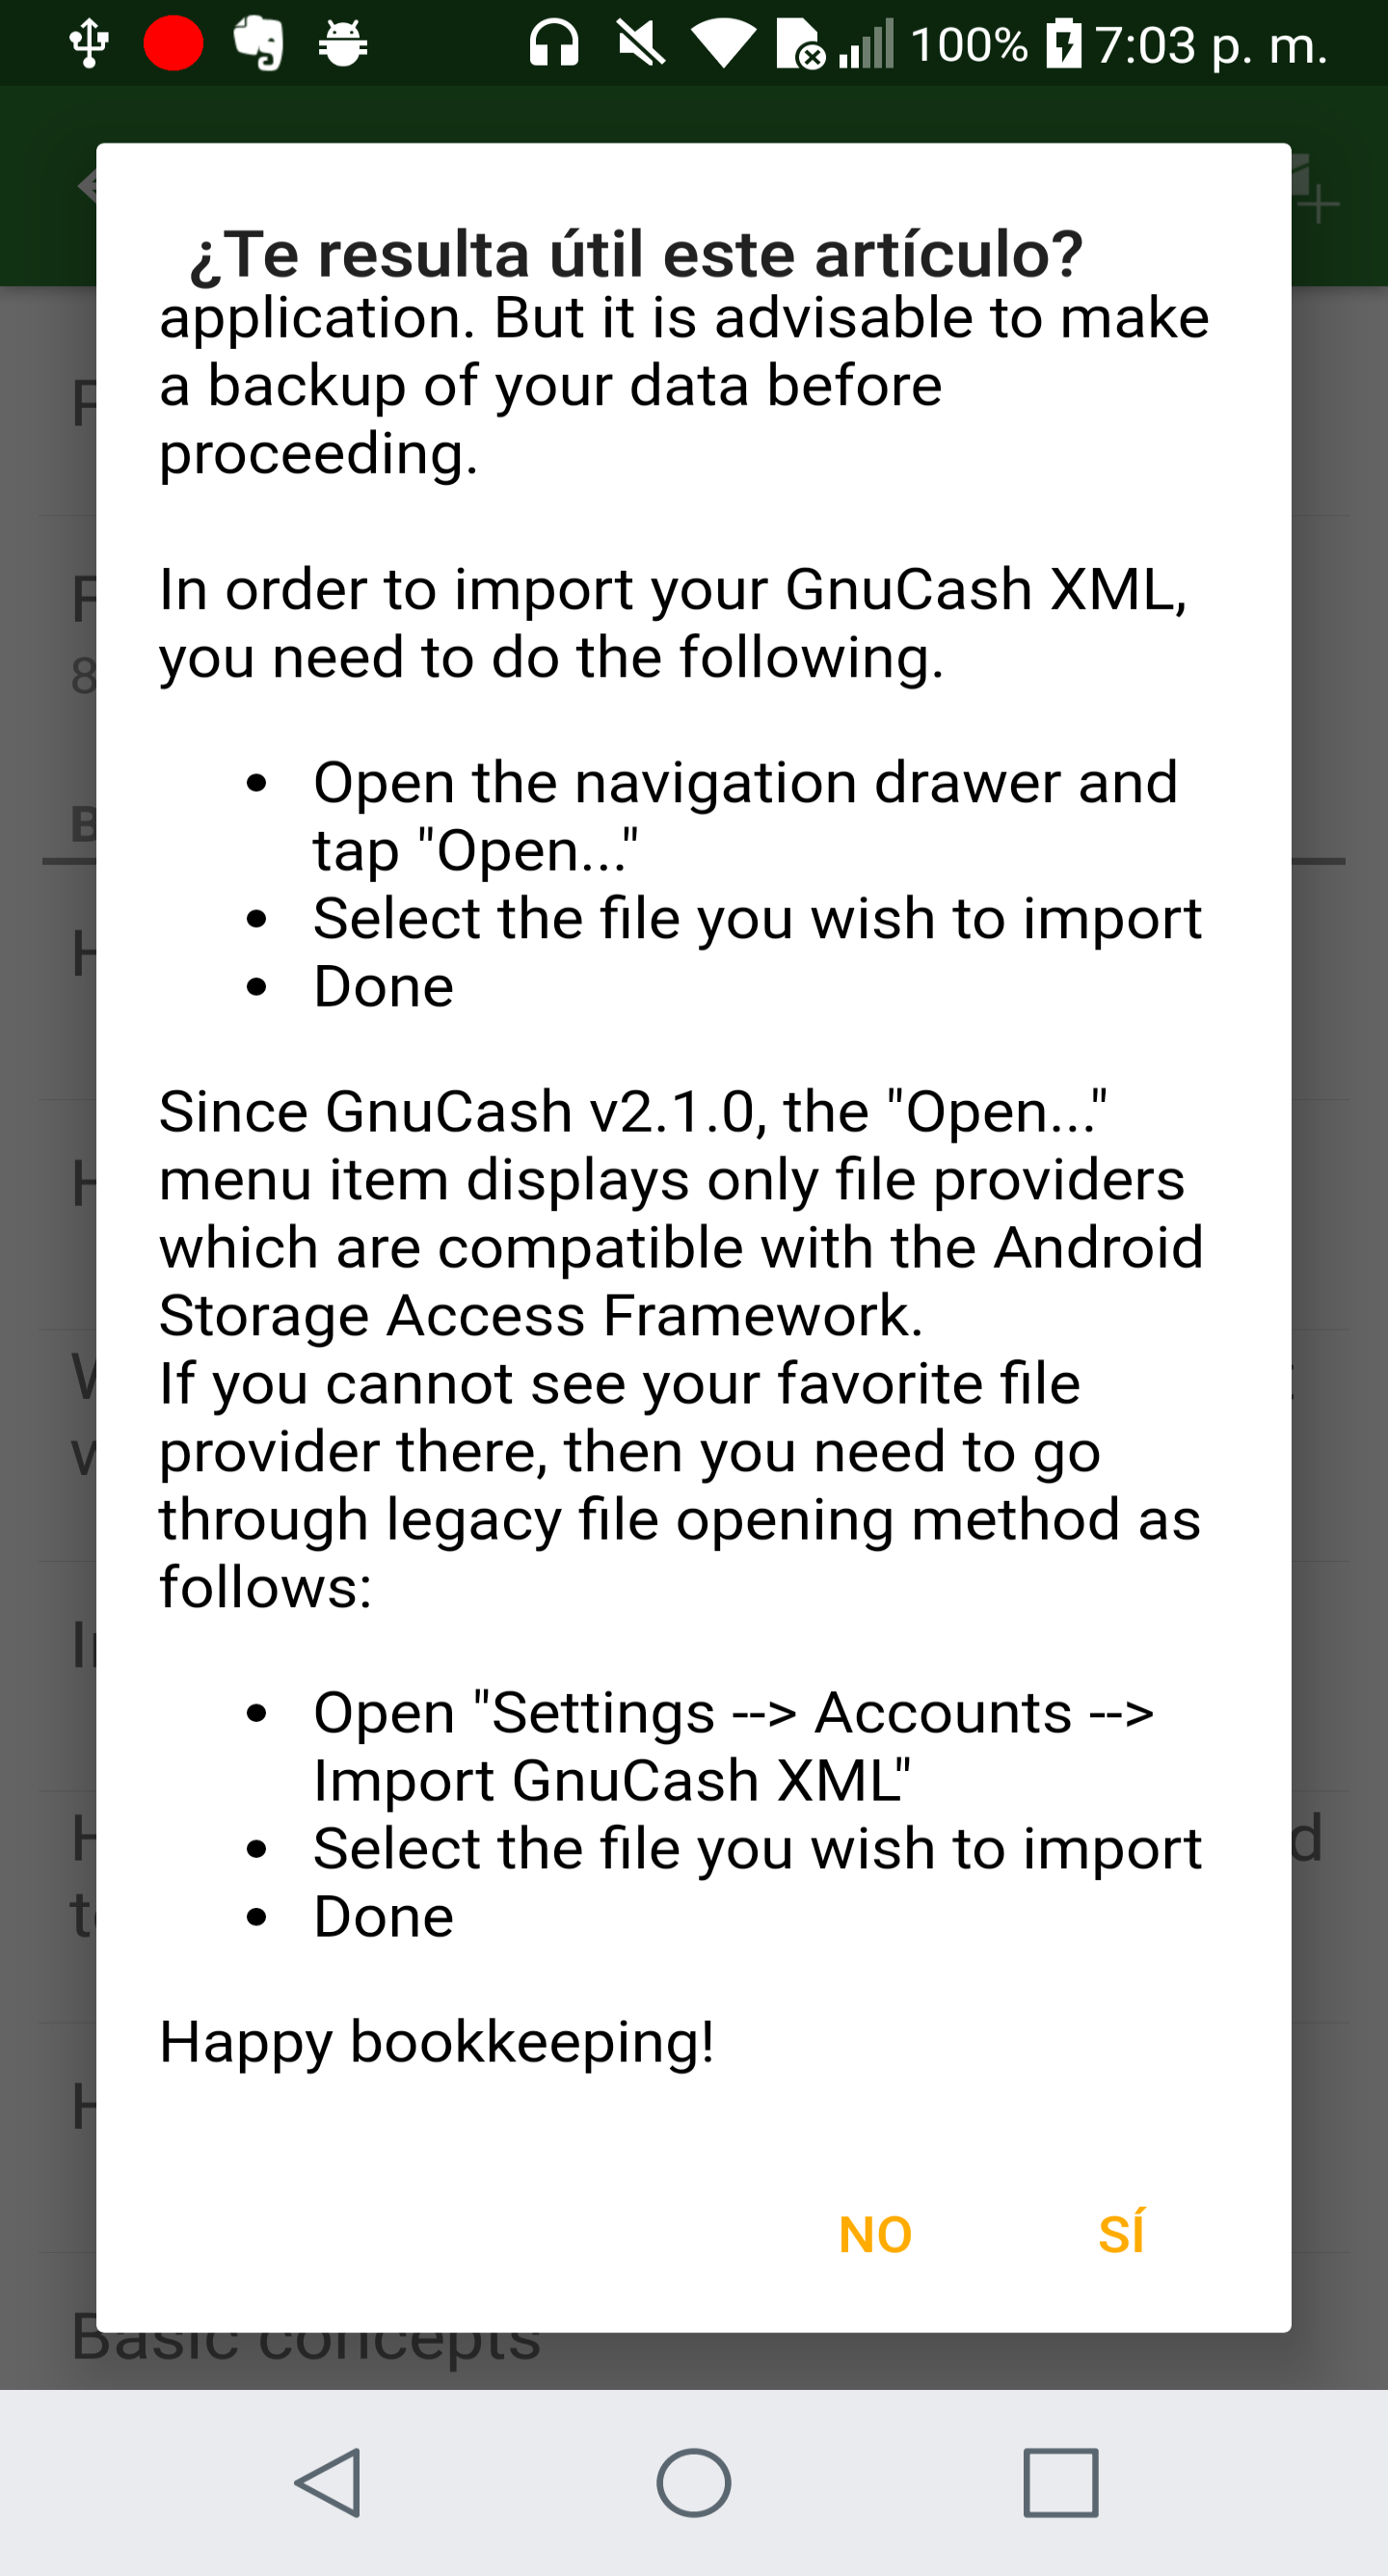 100% 7:03 p. m.
¿Te resulta útil este artículo?
application. But it is advisable to make
a backup of your data before
proceeding.
In order to import your GnuCash XML,
you need to do the following.
• Open the navigation drawer and
tap "Open..."
• Select the file you wish to import
• Done
Since GnuCash v2.1.0, the "Open..."
menu item displays only file providers
which are compatible with the Android
Storage Access Framework.
If you cannot see your favorite file
provider there, then you need to go
through legacy file opening method as
follows:
• Open "Settings --> Accounts -->
Import GnuCash XML"
• Select the file you wish to import
• Done
Happy bookkeeping!
NO SÍ
Basic concepts